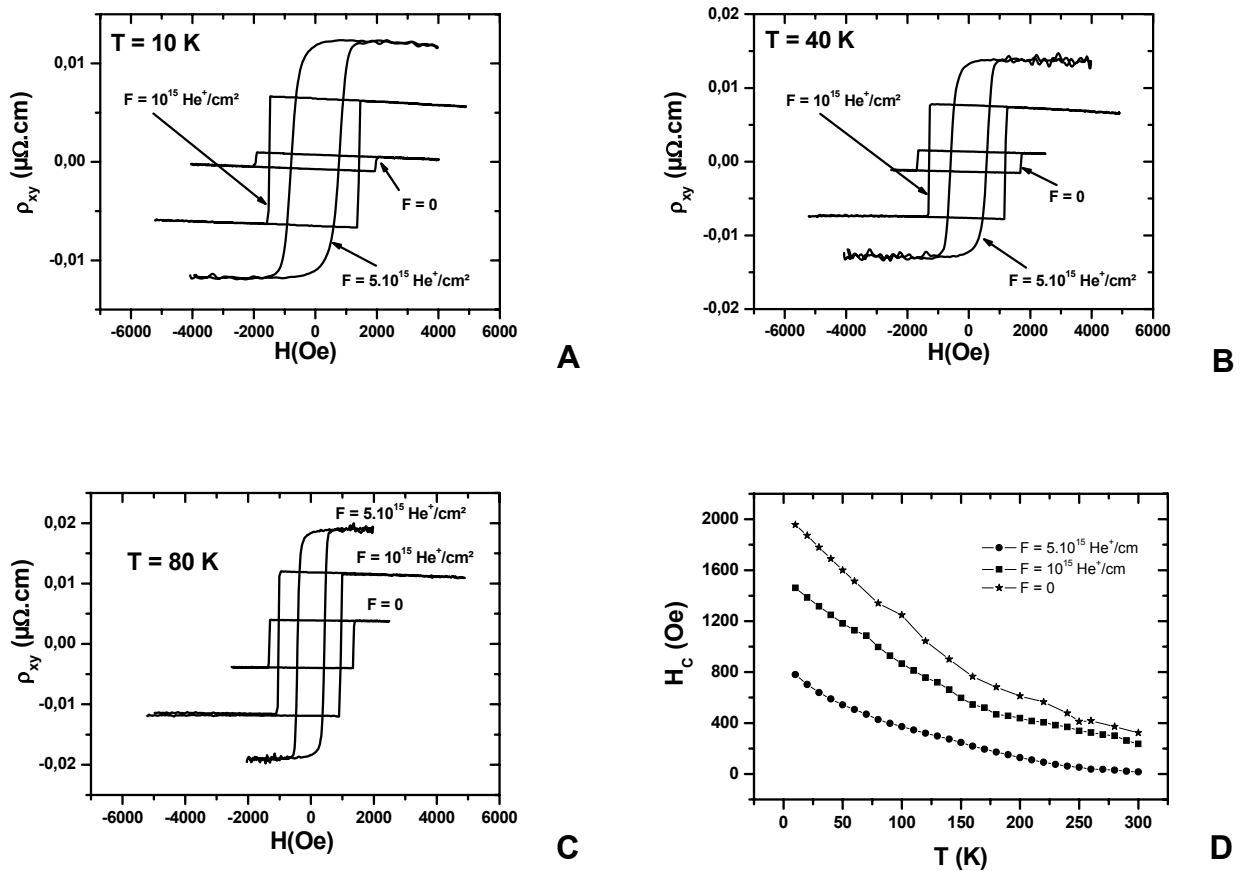 T = 10 K
0,01
0,00
-0,01
ρxy (μΩ.cm)
F = 10¹⁵ He⁺/cm²
F = 0
F = 5.10¹⁵ He⁺/cm²
-6000 -4000 -2000 0 2000 4000 6000
H(Oe)
A
T = 40 K
0,02
0,01
0,00
-0,01
-0,02
ρxy (μΩ.cm)
F = 10¹⁵ He⁺/cm²
F = 0
F = 5.10¹⁵ He⁺/cm²
-6000 -4000 -2000 0 2000 4000 6000
H(Oe)
B
T = 80 K
0,02
0,01
0,00
-0,01
-0,02
ρxy (μΩ.cm)
F = 5.10¹⁵ He⁺/cm²
F = 10¹⁵ He⁺/cm²
F = 0
-6000 -4000 -2000 0 2000 4000 6000
H(Oe)
C
2000
1600
1200
800
400
0
HC (Oe)
F = 5.10¹⁵ He⁺/cm
F = 10¹⁵ He⁺/cm
F = 0
0 50 100 150 200 250 300
T (K)
D